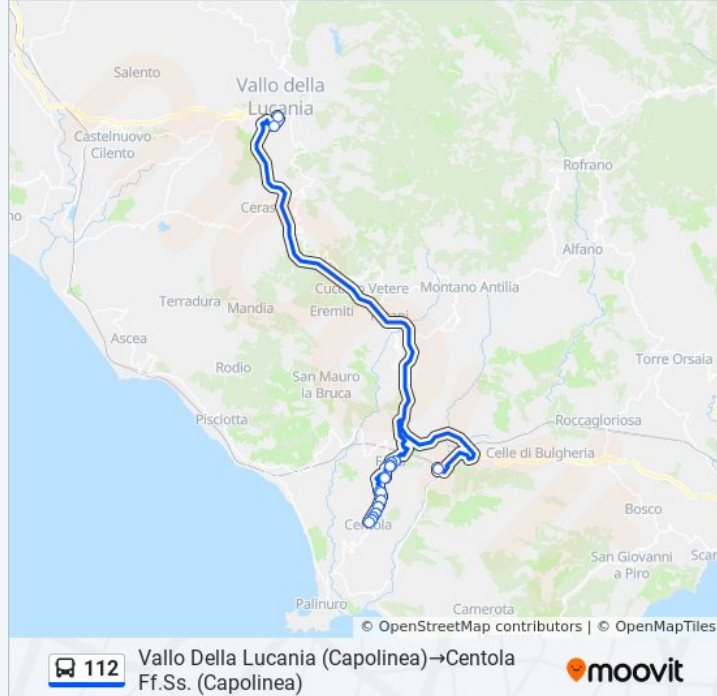 Salento
Vallo della
Lucania
Castelnuovo
Cilento
Rofrano
Ceras
Alfano
Cuccaro Vetere
Montano Antilia
Terradura
Mandia
Eremiti
Ascea
Torre Orsaia
Rodio
San Mauro
la Bruca
Pisciotta
Roccagloriosa
Celle di Bulgheria
Bosco
Centola
San Giovanni
a Piro
Scar
Palinuro
Camerota
© OpenStreetMap contributors | © OpenMapTiles
112
Vallo Della Lucania (Capolinea)→Centola
Ff.Ss. (Capolinea)
moovit